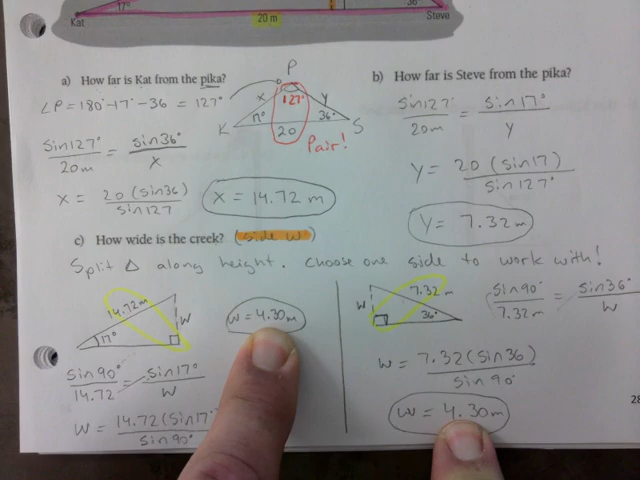 17°
36°
Kat
20 m
Steve
a) How far is Kat from the pika?
∠P = 180° - 17° - 36 = 127°
P
127°
x
y
17°
36°
K
S
20
Pair!
sin127° / 20m = sin36° / x
x = 20 (sin36) / sin127
x = 14.72 m
b) How far is Steve from the pika?
sin127° / 20m = sin17° / y
y = 20 (sin17) / sin127°
y = 7.32 m
c) How wide is the creek? (side w)
Split Δ along height. Choose one side to work with!
14.72m
17°
w
w = 4.30m
sin90° / 14.72 = sin17° / w
w = 14.72 (sin17° / sin90°
7.32 m
w
36°
sin90° / 7.32m = sin36° / w
w = 7.32 (sin36) / sin90°
w = 4.30m
28